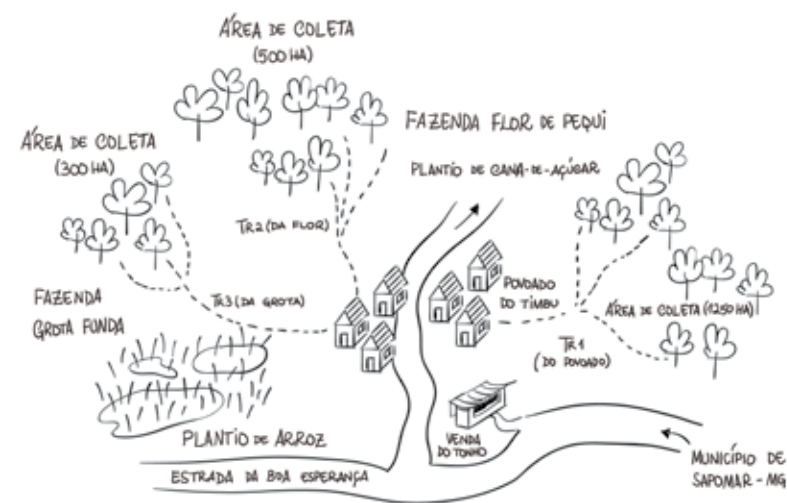 ÁREA DE COLETA
(500 HA)
FAZENDA FLOR DE PEQUI
ÁREA DE COLETA
(300 HA)
PLANTIO DE CANA-DE-AÇÚCAR
TR2 (DA FLOR)
POVOADO
DO TIMBU
FAZENDA
GROTA FUNDA
TR3 (DA GROTA)
ÁREA DE COLETA (1250 HA)
TR1
(DO POVOADO)
PLANTIO DE ARROZ
VENDA
DO TONHO
ESTRADA DA BOA ESPERANÇA
MUNICÍPIO DE
SAPOMAR - MG